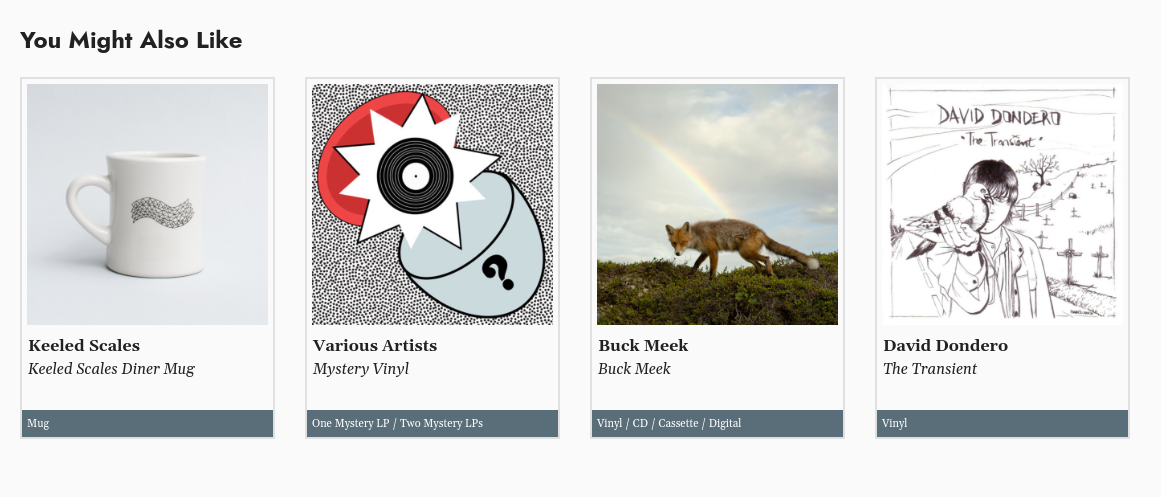 You Might Also Like
DAVID DONDERO
The Transient
Keeled Scales
Keeled Scales Diner Mug
Mug
?
Various Artists
Mystery Vinyl
One Mystery LP / Two Mystery LPs
Buck Meek
Buck Meek
Vinyl / CD / Cassette / Digital
David Dondero
The Transient
Vinyl